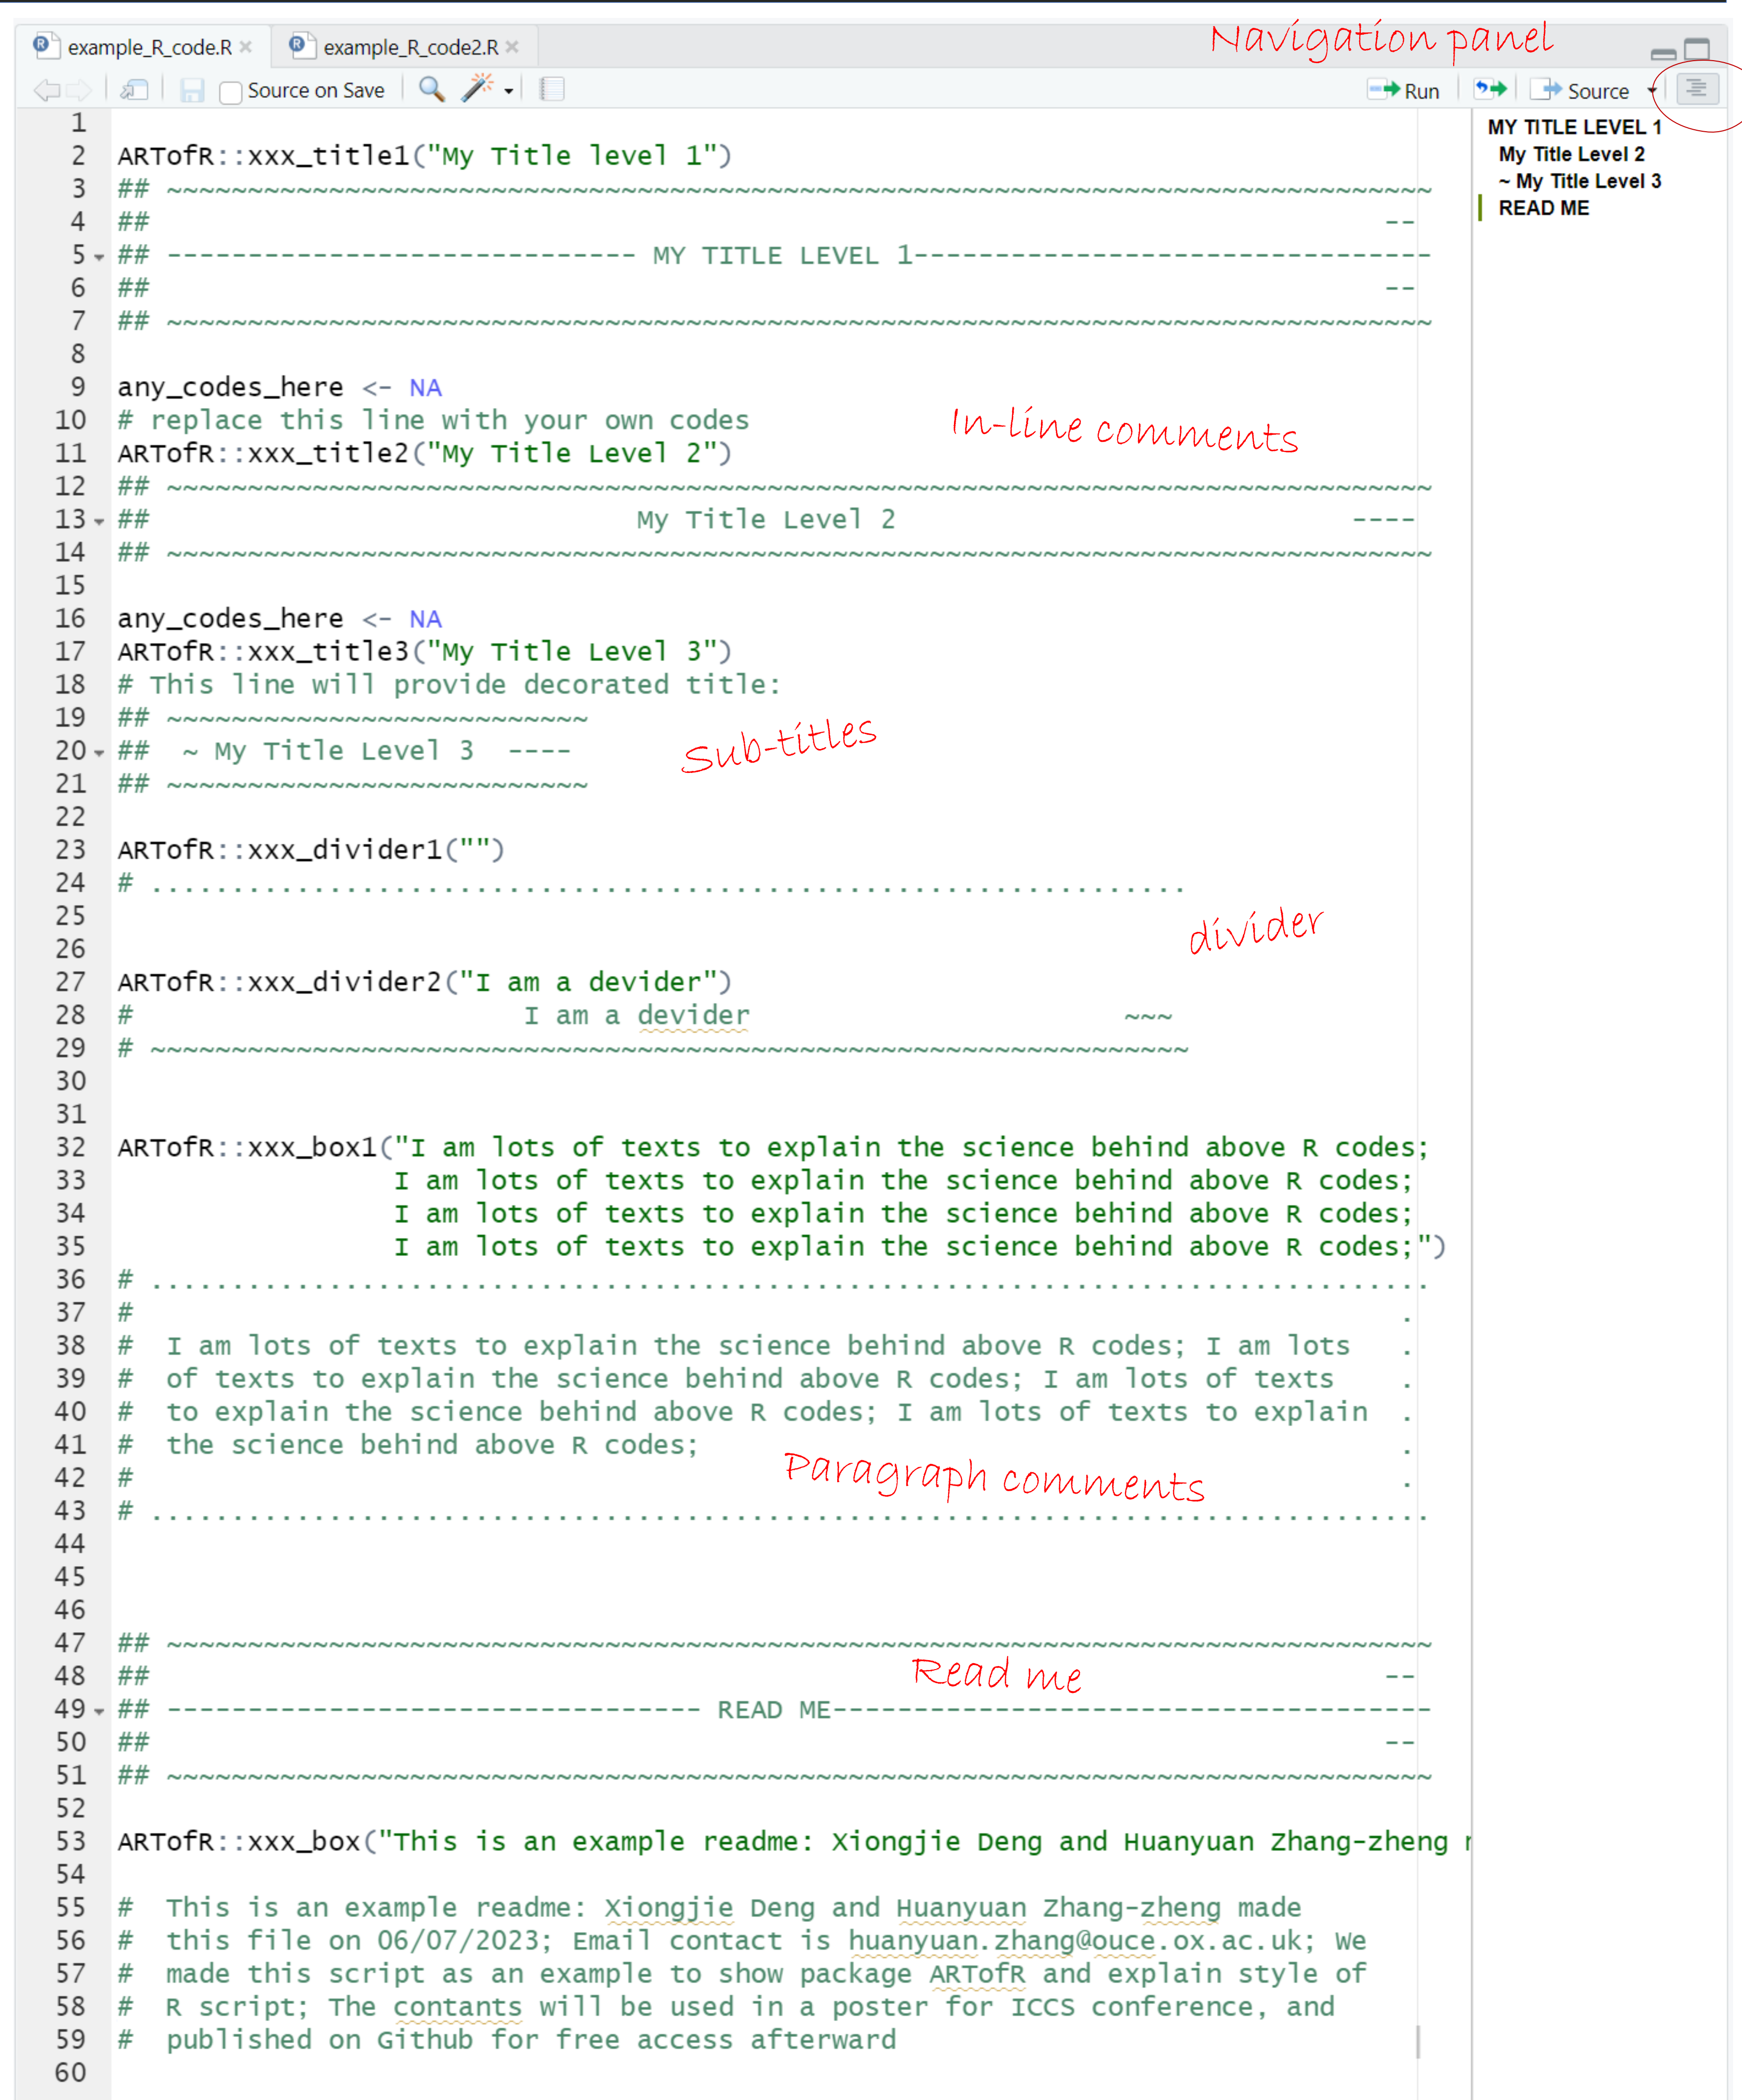 Navigation panel
example_R_code.R × example_R_code2.R ×
Source on Save Run Source
MY TITLE LEVEL 1
My Title Level 2
~ My Title Level 3
READ ME
1
2 ARTofR::xxx_title1("My Title level 1")
3 ## ~~~~~~~~~~~~~~~~~~~~~~~~~~~~~~~~~~~~~~~~~~~~~~~~~~~~~~~~~~~~~~~~~~~~~~~~~~~~~~
4 ##                                                                            --
5 ## ----------------------------- MY TITLE LEVEL 1--------------------------------
6 ##                                                                            --
7 ## ~~~~~~~~~~~~~~~~~~~~~~~~~~~~~~~~~~~~~~~~~~~~~~~~~~~~~~~~~~~~~~~~~~~~~~~~~~~~~~
8
9 any_codes_here <- NA
10 # replace this line with your own codes
In-line comments
11 ARTofR::xxx_title2("My Title Level 2")
12 ## ~~~~~~~~~~~~~~~~~~~~~~~~~~~~~~~~~~~~~~~~~~~~~~~~~~~~~~~~~~~~~~~~~~~~~~~~~~~~~~
13 ##                              My Title Level 2                            ----
14 ## ~~~~~~~~~~~~~~~~~~~~~~~~~~~~~~~~~~~~~~~~~~~~~~~~~~~~~~~~~~~~~~~~~~~~~~~~~~~~~~
15
16 any_codes_here <- NA
17 ARTofR::xxx_title3("My Title Level 3")
18 # This line will provide decorated title:
19 ## ~~~~~~~~~~~~~~~~~~~~~~~~~~
20 ##  ~ My Title Level 3  ----
Sub-titles
21 ## ~~~~~~~~~~~~~~~~~~~~~~~~~~
22
23 ARTofR::xxx_divider1("")
24 # ................................................................
25
divider
26
27 ARTofR::xxx_divider2("I am a devider")
28 #                        I am a devider                       ~~~
29 # ~~~~~~~~~~~~~~~~~~~~~~~~~~~~~~~~~~~~~~~~~~~~~~~~~~~~~~~~~~~~~~~~
30
31
32 ARTofR::xxx_box1("I am lots of texts to explain the science behind above R codes;
33                  I am lots of texts to explain the science behind above R codes;
34                  I am lots of texts to explain the science behind above R codes;
35                  I am lots of texts to explain the science behind above R codes;")
36 # ...............................................................................
37 #                                                                              .
38 #  I am lots of texts to explain the science behind above R codes; I am lots   .
39 #  of texts to explain the science behind above R codes; I am lots of texts    .
40 #  to explain the science behind above R codes; I am lots of texts to explain  .
41 #  the science behind above R codes;                                           .
Paragraph comments
42 #                                                                              .
43 # ...............................................................................
44
45
46
47 ## ~~~~~~~~~~~~~~~~~~~~~~~~~~~~~~~~~~~~~~~~~~~~~~~~~~~~~~~~~~~~~~~~~~~~~~~~~~~~~~
Read me
48 ##                                                                            --
49 ## --------------------------------- READ ME-------------------------------------
50 ##                                                                            --
51 ## ~~~~~~~~~~~~~~~~~~~~~~~~~~~~~~~~~~~~~~~~~~~~~~~~~~~~~~~~~~~~~~~~~~~~~~~~~~~~~~
52
53 ARTofR::xxx_box("This is an example readme: Xiongjie Deng and Huanyuan Zhang-zheng
54
55 #  This is an example readme: Xiongjie Deng and Huanyuan Zhang-zheng made
56 #  this file on 06/07/2023; Email contact is huanyuan.zhang@ouce.ox.ac.uk; We
57 #  made this script as an example to show package ARTofR and explain style of
58 #  R script; The contants will be used in a poster for ICCS conference, and
59 #  published on Github for free access afterward
60